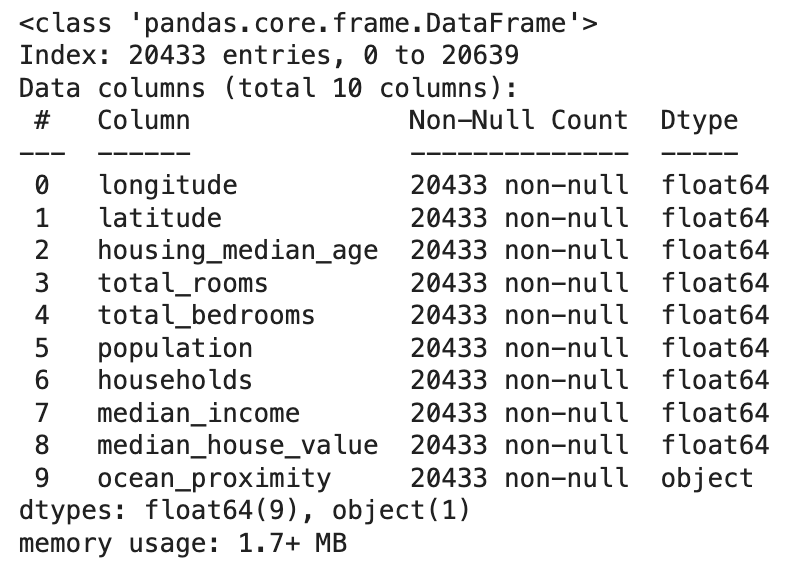 <class 'pandas.core.frame.DataFrame'>
Index: 20433 entries, 0 to 20639
Data columns (total 10 columns):
 #   Column              Non-Null Count  Dtype
---  ------              --------------  -----
 0   longitude           20433 non-null  float64
 1   latitude            20433 non-null  float64
 2   housing_median_age  20433 non-null  float64
 3   total_rooms         20433 non-null  float64
 4   total_bedrooms      20433 non-null  float64
 5   population          20433 non-null  float64
 6   households          20433 non-null  float64
 7   median_income       20433 non-null  float64
 8   median_house_value  20433 non-null  float64
 9   ocean_proximity     20433 non-null  object
dtypes: float64(9), object(1)
memory usage: 1.7+ MB